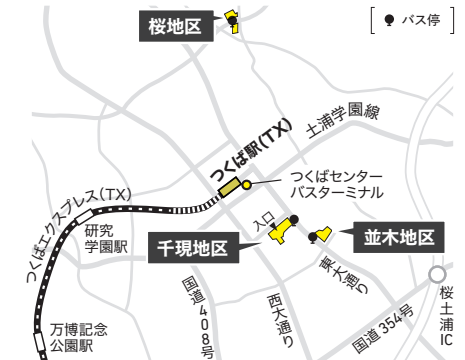 桜地区
バス停
つくば駅(TX)
土浦学園線
つくばセンター
バスターミナル
つくばエクスプレス(TX)
研究
学園駅
入口
千現地区
並木地区
東大通り
西大通り
国道408号
国道354号
桜土浦IC
万博記念
公園駅